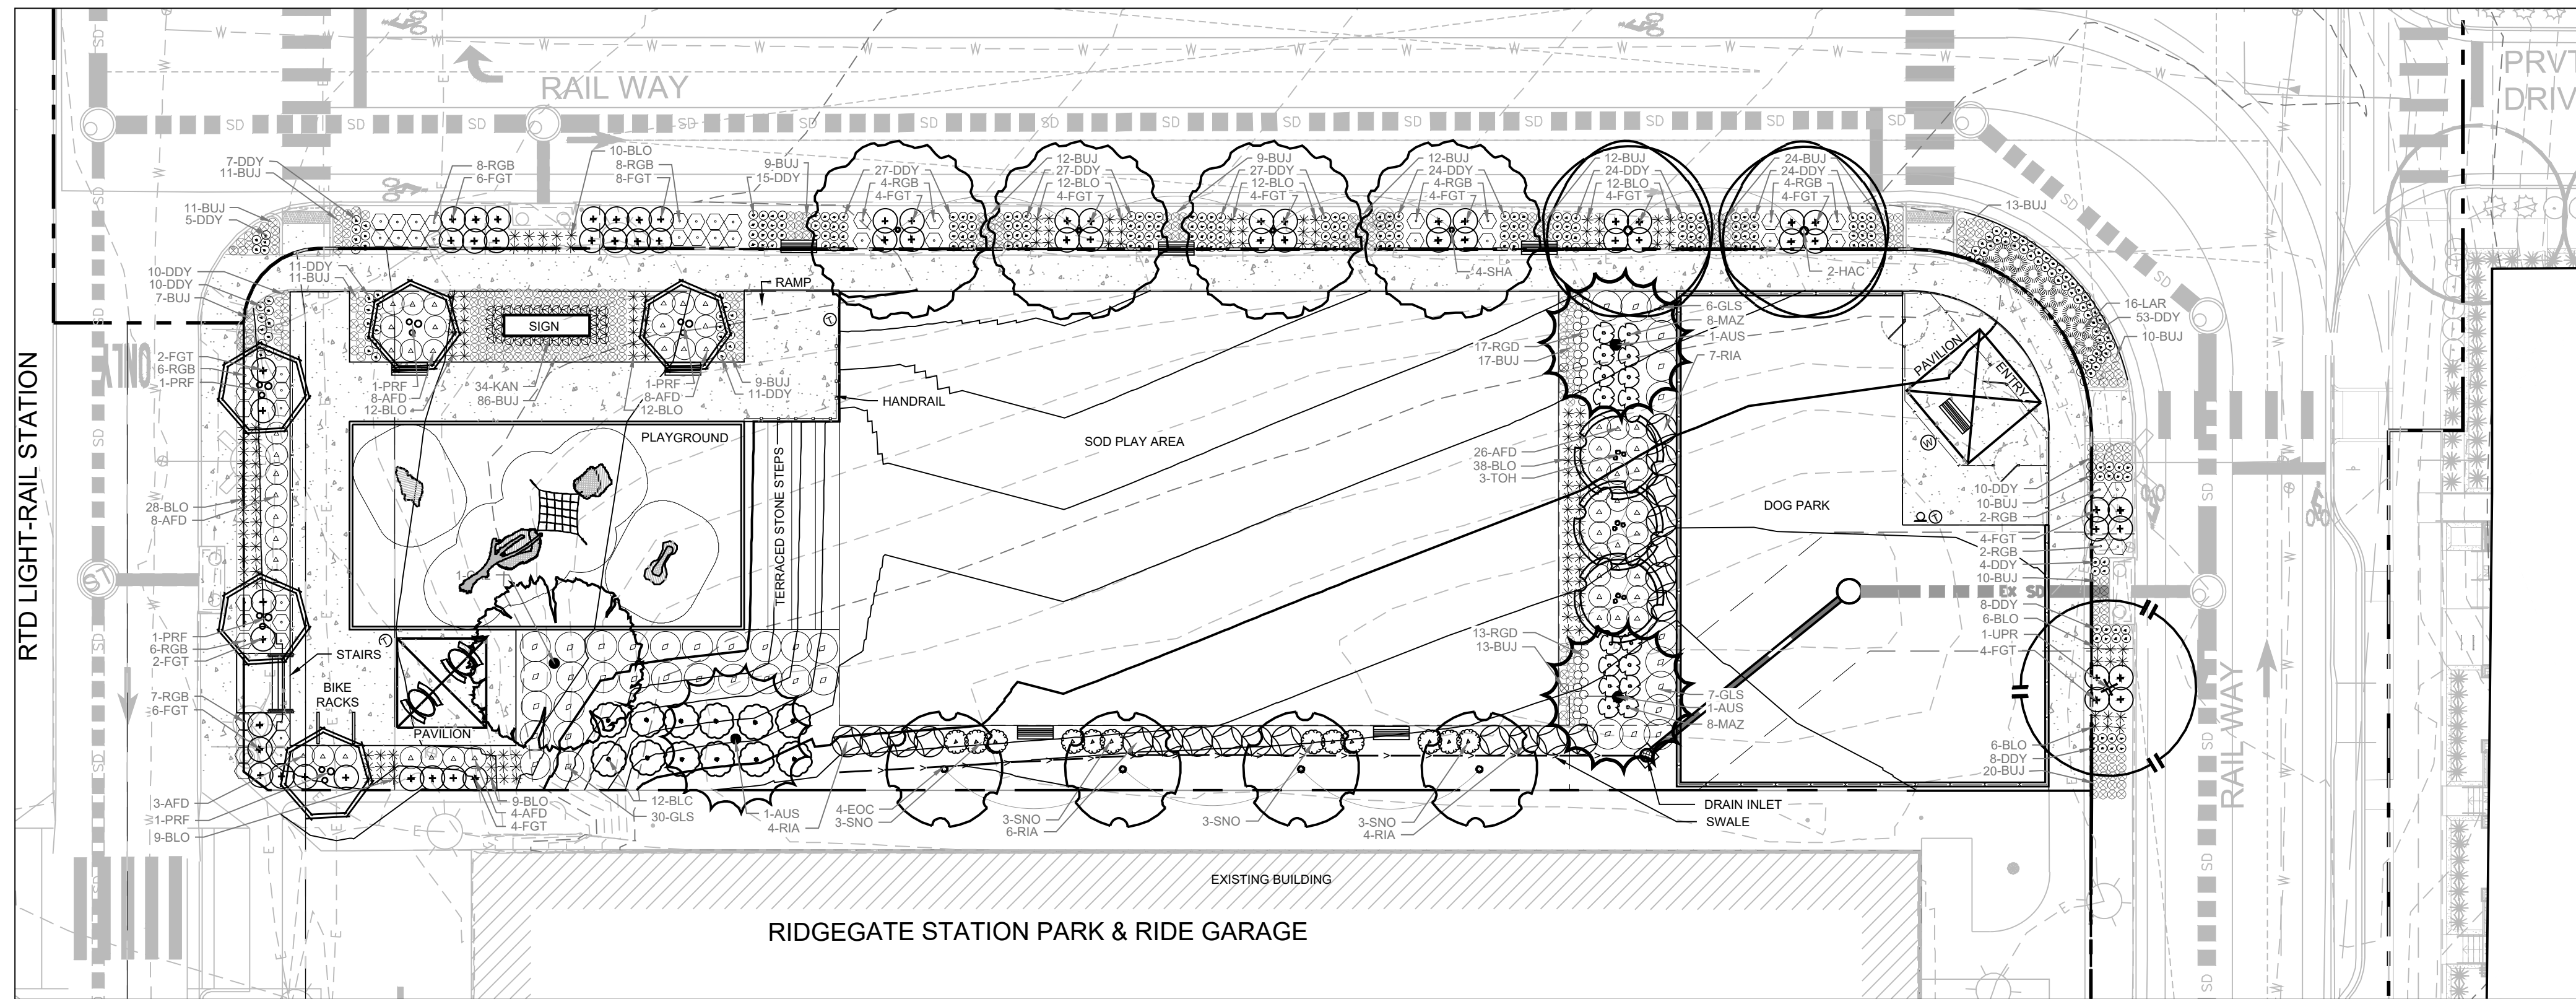 RAIL WAY
PRVT
DRIV
7-DDY
11-BUJ
8-RGB
6-FGT
10-BLO
8-RGB
8-FGT
9-BUJ
15-DDY
27-DDY
4-RGB
4-FGT
12-BUJ
27-DDY
12-BLO
4-FGT
9-BUJ
27-DDY
12-BLO
4-FGT
12-BUJ
24-DDY
4-RGB
4-FGT
12-BUJ
24-DDY
12-BLO
4-FGT
24-BUJ
24-DDY
4-RGB
4-FGT
11-BUJ
5-DDY
13-BUJ
10-DDY
10-DDY
7-BUJ
11-DDY
11-BUJ
RAMP
4-SHA
2-HAC
SIGN
16-LAR
53-DDY
10-BUJ
6-GLS
8-MAZ
1-AUS
7-RIA
17-RGD
17-BUJ
2-FGT
6-RGB
1-PRF
1-PRF
8-AFD
12-BLO
34-KAN
86-BUJ
1-PRF
8-AFD
12-BLO
9-BUJ
11-DDY
HANDRAIL
PAVILION
ENTRY
ONLY
RTD LIGHT-RAIL STATION
PLAYGROUND
SOD PLAY AREA
TERRACED STONE STEPS
26-AFD
38-BLO
3-TOH
DOG PARK
28-BLO
8-AFD
10-DDY
10-BUJ
2-RGB
4-FGT
2-RGB
4-DDY
10-BUJ
EX SD
8-DDY
6-BLO
1-UPR
4-FGT
ST
1-PRF
6-RGB
2-FGT
STAIRS
BIKE
RACKS
PAVILION
13-RGD
13-BUJ
7-GLS
1-AUS
8-MAZ
7-RGB
6-FGT
6-BLO
8-DDY
20-BUJ
RAIL WAY
3-AFD
1-PRF
9-BLO
9-BLO
4-AFD
4-FGT
12-BLC
30-GLS
1-AUS
4-RIA
4-EOC
3-SNO
3-SNO
6-RIA
3-SNO
3-SNO
4-RIA
DRAIN INLET
SWALE
EXISTING BUILDING
RIDGEGATE STATION PARK & RIDE GARAGE